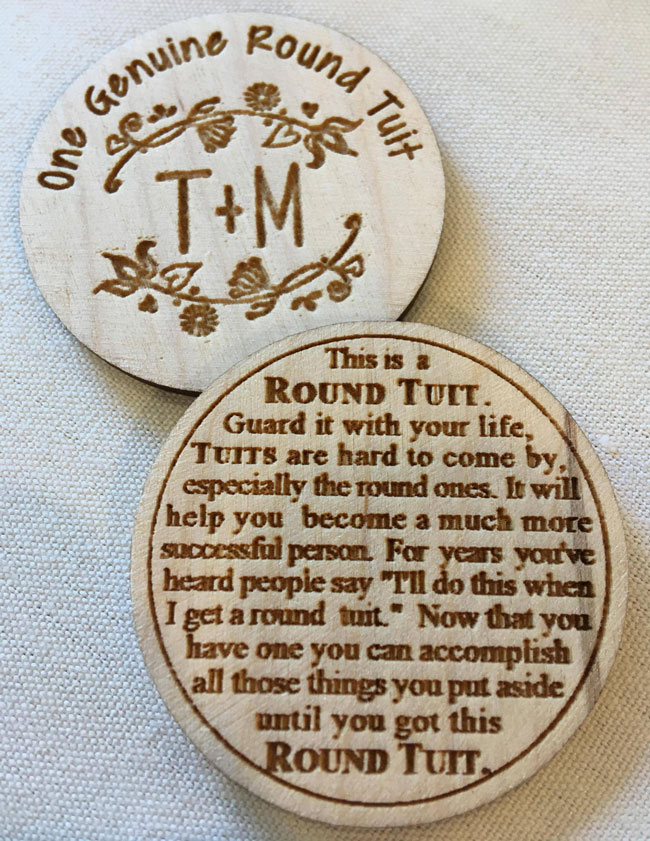 One Genuine Round Tuit
T+M
This is a
ROUND TUIT.
Guard it with your life,
TUITS are hard to come by,
especially the round ones. It will
help you become a much more
successful person. For years you've
heard people say "I'll do this when
I get a round tuit." Now that you
have one you can accomplish
all those things you put aside
until you got this
ROUND TUIT.